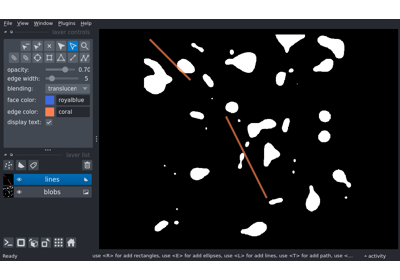 File View Window Plugins Help
layer controls
opacity: 0.70
edge width: 5
blending: translucen
face color: royalblue
edge color: coral
display text:
layer list
lines
blobs
Ready use <R> for add rectangles, use <E> for add ellipses, use <L> for add lines, use <T> for add path, use <... activity